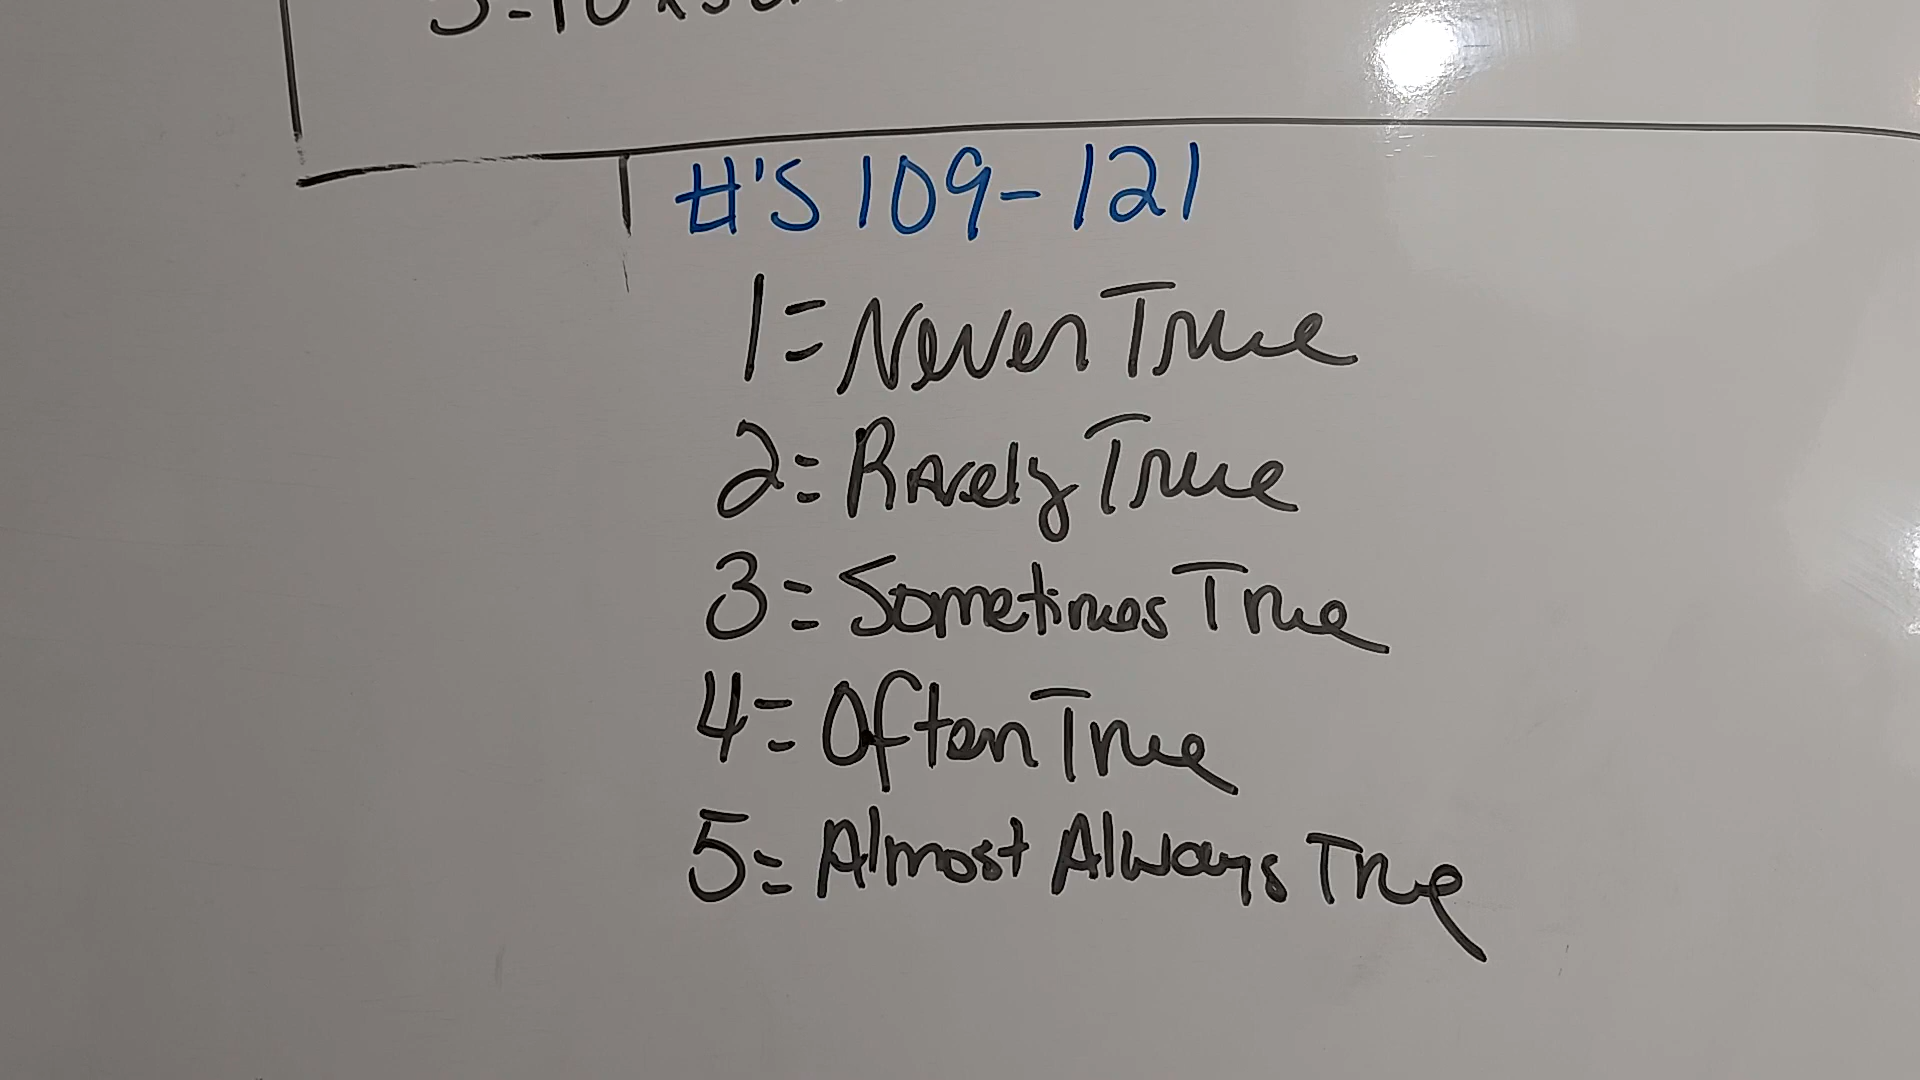 #'S 109-121
1=Never True
2=Rarely True
3=Sometimes True
4=Often True
5=Almost Always True